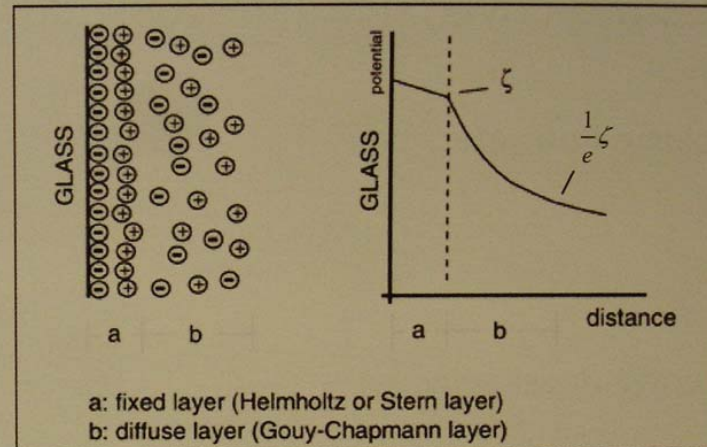 GLASS
a
b
potential
GLASS
ζ
1/e ζ
a
b
distance
a: fixed layer (Helmholtz or Stern layer)
b: diffuse layer (Gouy-Chapmann layer)